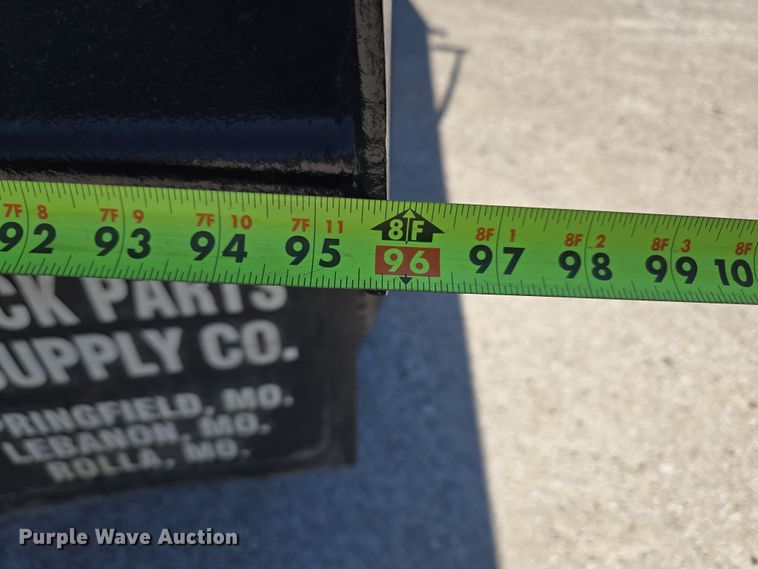 7F 8 7F 9 7F 10 7F 11 8F 8F 1 8F 2 8F 3 8F
92 93 94 95 96 97 98 99 10
CK PARTS
UPPLY CO.
PRINGFIELD, MO.
LEBANON, MO.
ROLLA, MO.
Purple Wave Auction